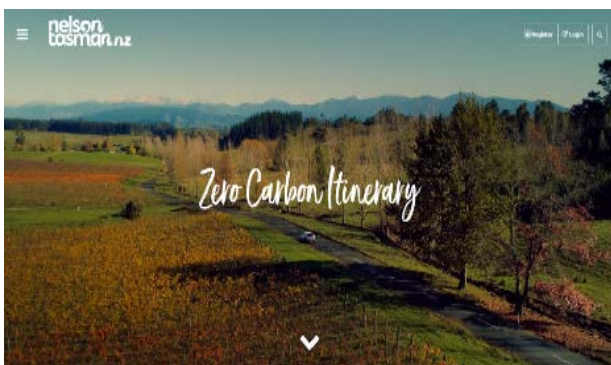 nelson
tasman.nz
Register
Login
Zero Carbon Itinerary